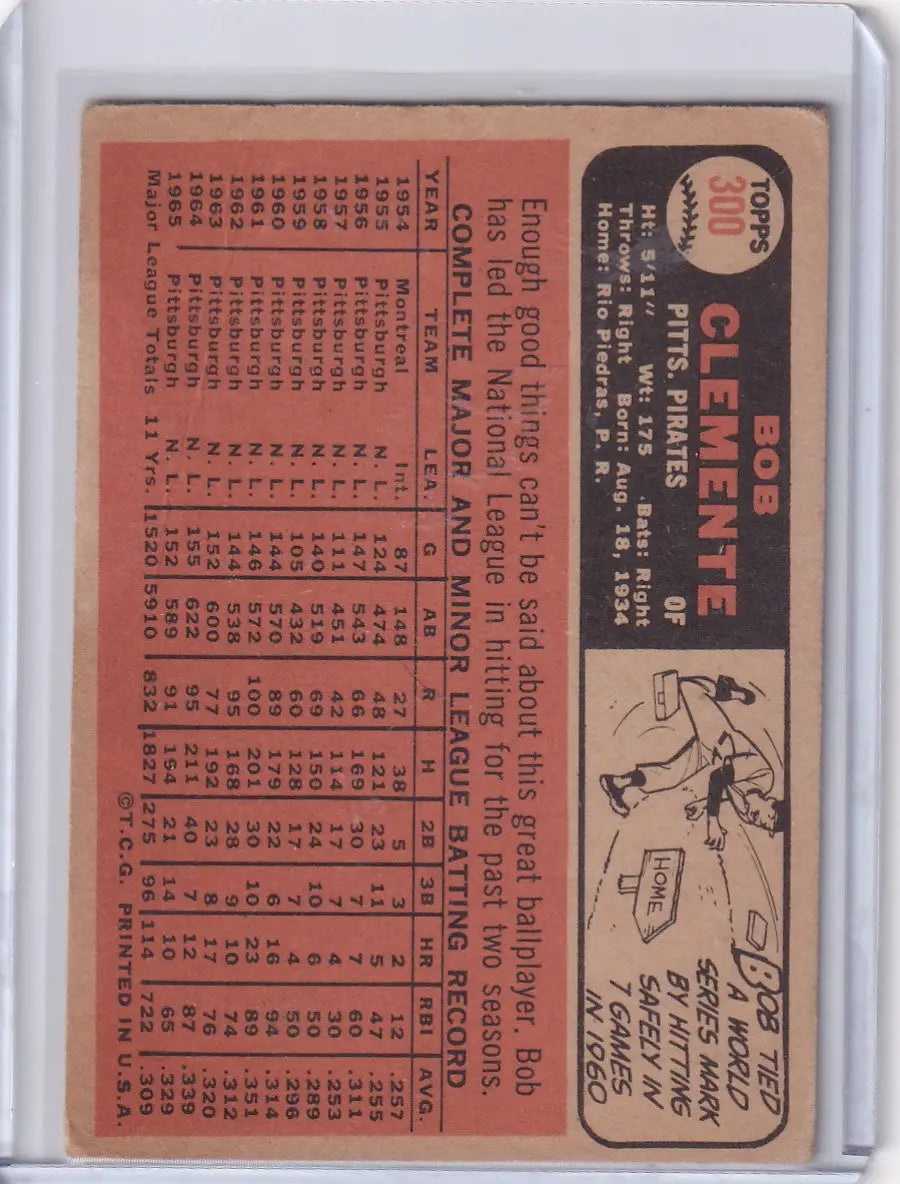 TOPPS
300
BOB
CLEMENTE
PITTS. PIRATES OF
Ht: 5'11" Wt: 175 Bats: Right
Throws: Right Born: Aug. 18, 1934
Home: Rio Piedras, P. R.
BOB TIED
A WORLD
SERIES MARK
BY HITTING
SAFELY IN
7 GAMES
IN 1960
HOME
Enough good things can't be said about this great ballplayer. Bob
has led the National League in hitting for the past two seasons.
COMPLETE MAJOR AND MINOR LEAGUE BATTING RECORD
YEAR TEAM LEA. G AB R H 2B 3B HR RBI AVG.
1954 Montreal Int. 87 148 27 38 5 3 2 12 .257
1955 Pittsburgh N. L. 124 474 48 121 23 11 5 47 .255
1956 Pittsburgh N. L. 147 543 66 169 30 7 7 60 .311
1957 Pittsburgh N. L. 111 451 42 114 17 7 4 30 .253
1958 Pittsburgh N. L. 140 519 69 150 24 10 6 50 .289
1959 Pittsburgh N. L. 105 432 60 128 17 7 4 50 .296
1960 Pittsburgh N. L. 144 570 89 179 22 6 16 94 .314
1961 Pittsburgh N. L. 146 572 100 201 30 10 23 89 .351
1962 Pittsburgh N. L. 144 538 95 168 28 9 10 74 .312
1963 Pittsburgh N. L. 152 600 77 192 23 8 17 76 .320
1964 Pittsburgh N. L. 155 622 95 211 40 7 12 87 .339
1965 Pittsburgh N. L. 152 589 91 194 21 14 10 65 .329
Major League Totals 11 Yrs. 1520 5910 832 1827 275 96 114 722 .309
©T.C.G. PRINTED IN U.S.A.